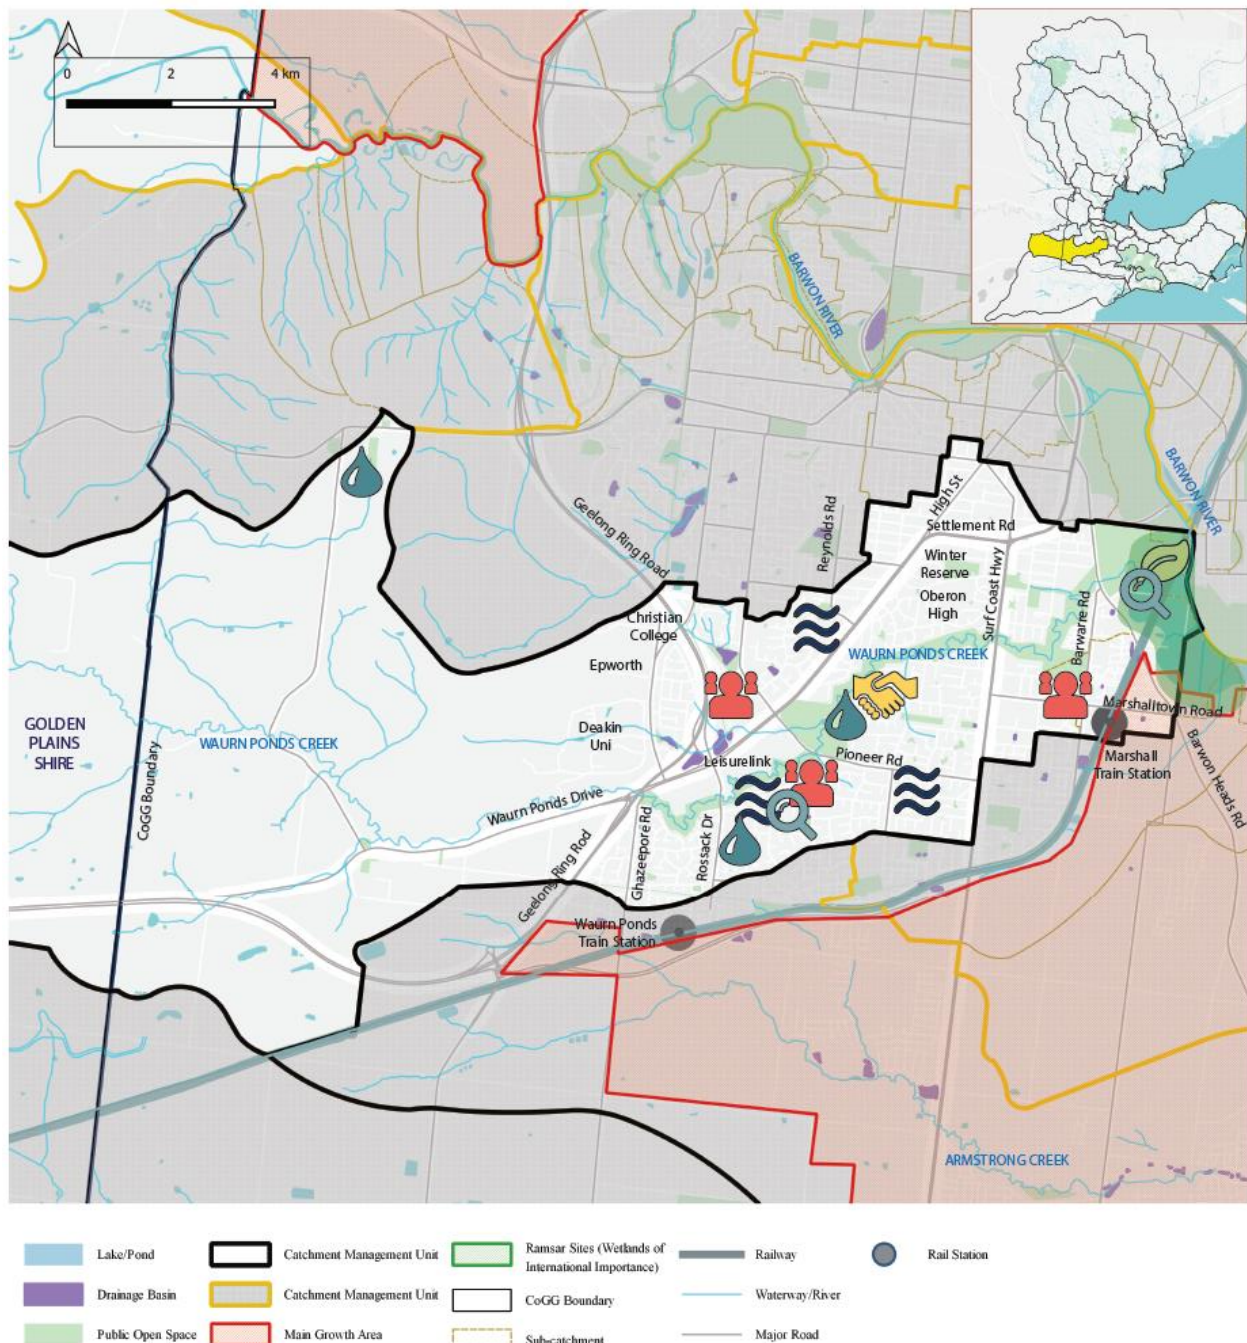 0 2 4 km
BARWON RIVER
BARWON RIVER
High St
Settlement Rd
Geelong Ring Road
Reynolds Rd
Winter
Reserve
Oberon
High
Surf Coast Hwy
Barwarre Rd
Christian
College
Epworth
WAURN PONDS CREEK
GOLDEN
PLAINS
SHIRE
CoGG Boundary
WAURN PONDS CREEK
Deakin
Uni
Leisurelink
Pioneer Rd
Marshalltown Road
Marshall
Train Station
Barwon Heads Rd
Waurn Ponds Drive
Geelong Ring Rod
Ghazeepore Rd
Rossack Dr
Waurn Ponds
Train Station
ARMSTRONG CREEK
Lake/Pond
Catchment Management Unit
Ramsar Sites (Wetlands of
International Importance)
Railway
Rail Station
Drainage Basin
Catchment Management Unit
CoGG Boundary
Waterway/River
Public Open Space
Main Growth Area
Sub-catchment
Major Road